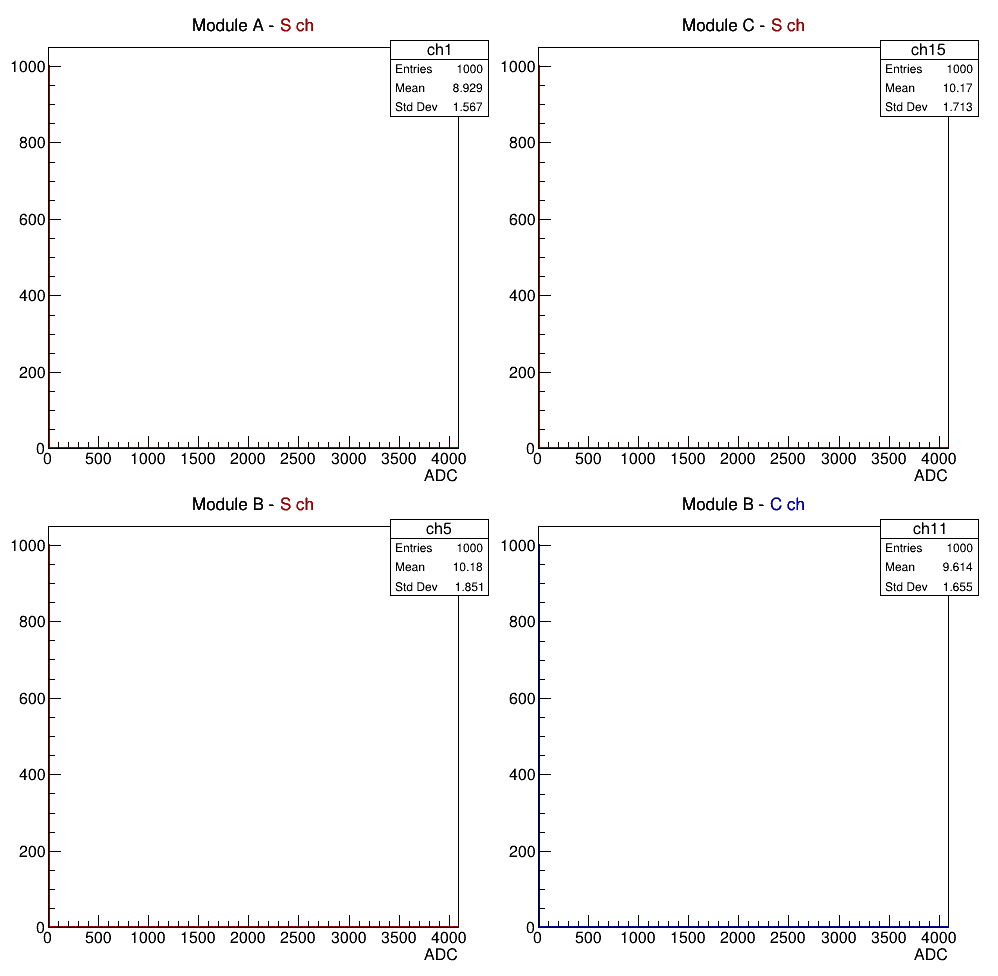 Module A - S ch
ch1
Entries 1000
Mean 8.929
Std Dev 1.567
1000
800
600
400
200
0
0 500 1000 1500 2000 2500 3000 3500 4000
ADC
Module C - S ch
ch15
Entries 1000
Mean 10.17
Std Dev 1.713
1000
800
600
400
200
0
0 500 1000 1500 2000 2500 3000 3500 4000
ADC
Module B - S ch
ch5
Entries 1000
Mean 10.18
Std Dev 1.851
1000
800
600
400
200
0
0 500 1000 1500 2000 2500 3000 3500 4000
ADC
Module B - C ch
ch11
Entries 1000
Mean 9.614
Std Dev 1.655
1000
800
600
400
200
0
0 500 1000 1500 2000 2500 3000 3500 4000
ADC